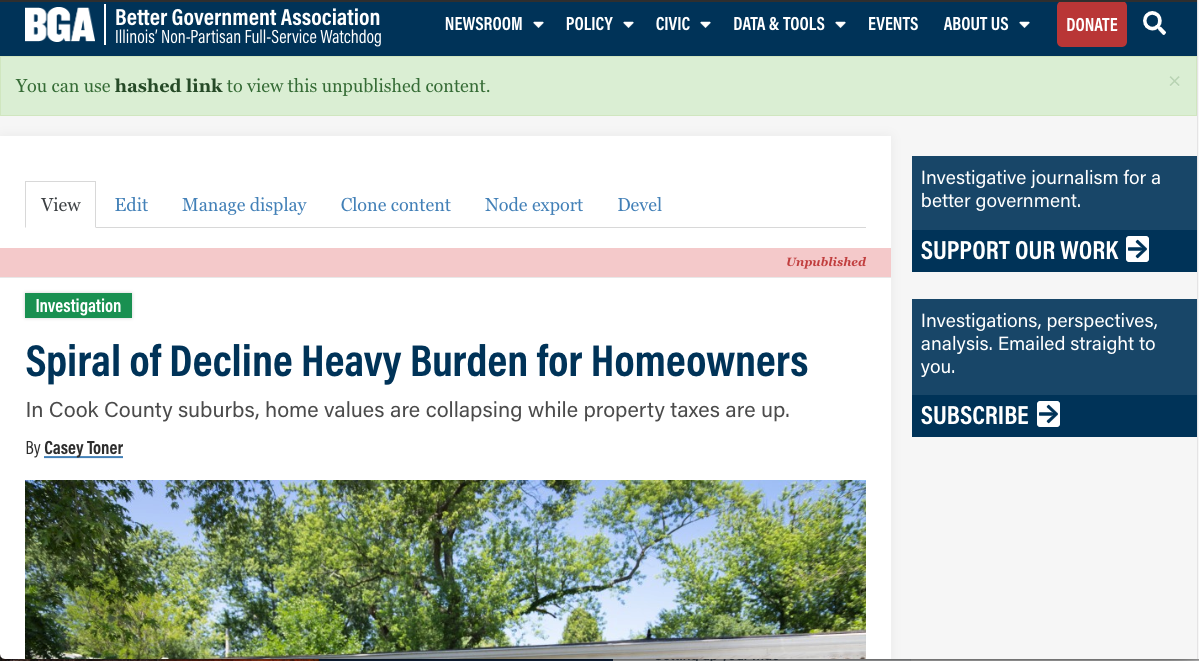 BGA
Better Government Association
Illinois' Non-Partisan Full-Service Watchdog
NEWSROOM POLICY CIVIC DATA & TOOLS EVENTS ABOUT US DONATE
You can use hashed link to view this unpublished content.
×
View Edit Manage display Clone content Node export Devel
Unpublished
Investigation
Spiral of Decline Heavy Burden for Homeowners
In Cook County suburbs, home values are collapsing while property taxes are up.
By Casey Toner
Investigative journalism for a
better government.
SUPPORT OUR WORK
Investigations, perspectives,
analysis. Emailed straight to
you.
SUBSCRIBE